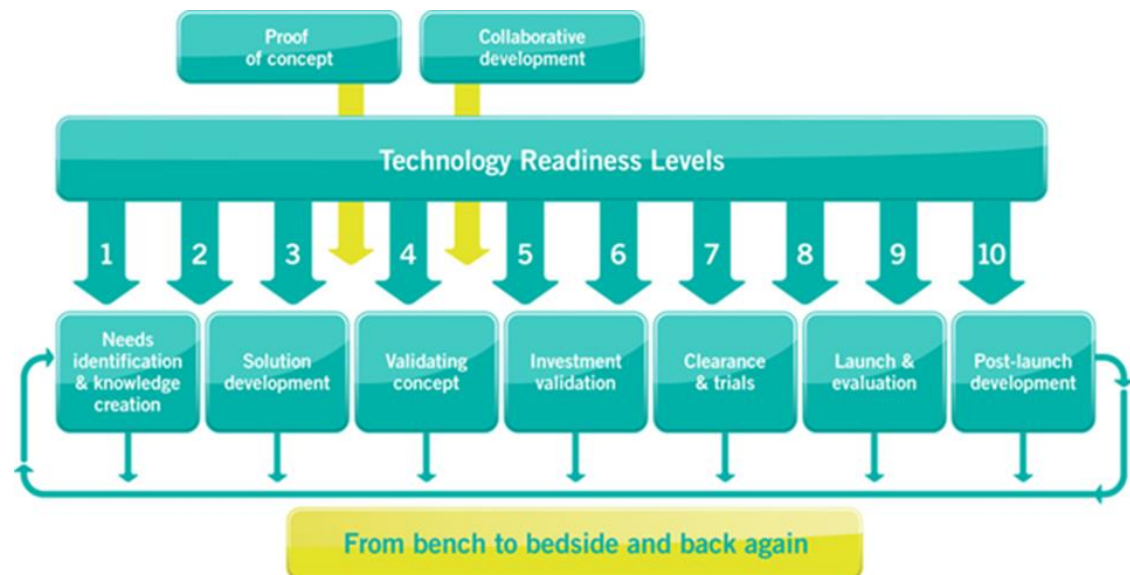 Proof
of concept
Collaborative
development
Technology Readiness Levels
1 2 3 4 5 6 7 8 9 10
Needs
identification
& knowledge
creation
Solution
development
Validating
concept
Investment
validation
Clearance
& trials
Launch &
evaluation
Post-launch
development
From bench to bedside and back again